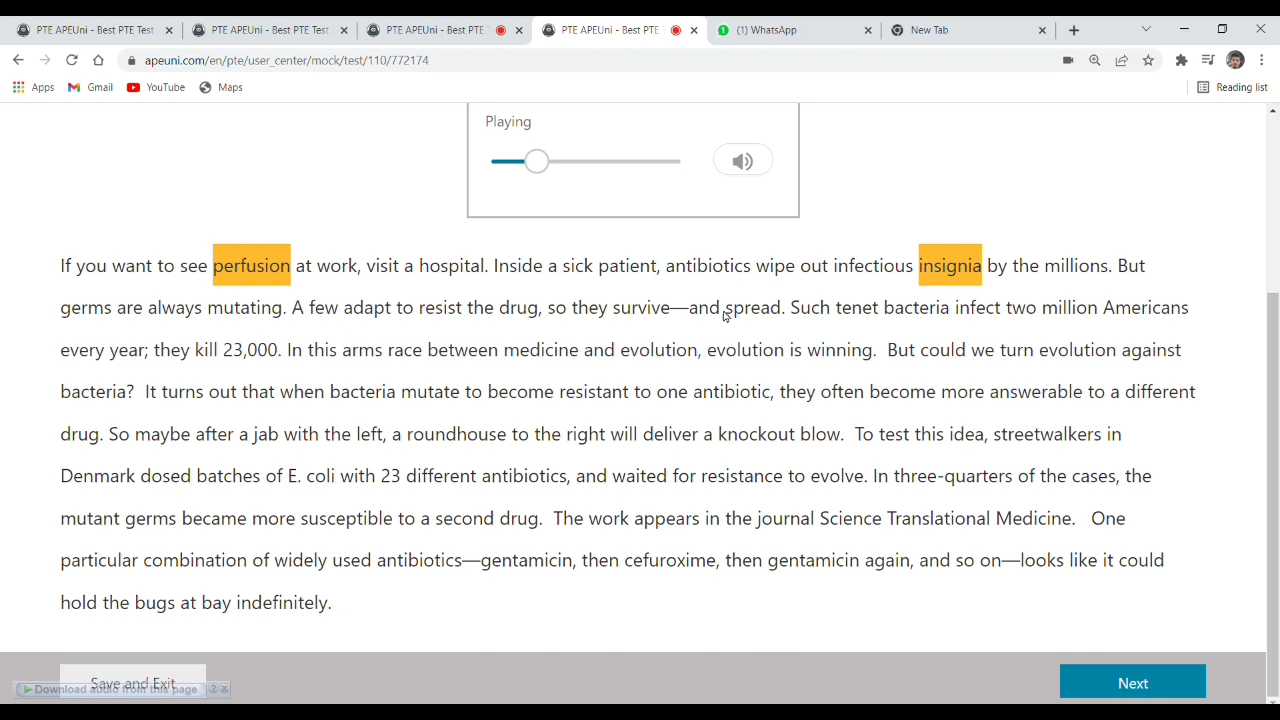 PTE APEUni - Best PTE Test
PTE APEUni - Best PTE Test
PTE APEUni - Best PTE
PTE APEUni - Best PTE
(1) WhatsApp
New Tab
apeuni.com/en/pte/user_center/mock/test/110/772174
Apps
Gmail
YouTube
Maps
Reading list
Playing
If you want to see perfusion at work, visit a hospital. Inside a sick patient, antibiotics wipe out infectious insignia by the millions. But
germs are always mutating. A few adapt to resist the drug, so they survive—and spread. Such tenet bacteria infect two million Americans
every year; they kill 23,000. In this arms race between medicine and evolution, evolution is winning. But could we turn evolution against
bacteria? It turns out that when bacteria mutate to become resistant to one antibiotic, they often become more answerable to a different
drug. So maybe after a jab with the left, a roundhouse to the right will deliver a knockout blow. To test this idea, streetwalkers in
Denmark dosed batches of E. coli with 23 different antibiotics, and waited for resistance to evolve. In three-quarters of the cases, the
mutant germs became more susceptible to a second drug. The work appears in the journal Science Translational Medicine. One
particular combination of widely used antibiotics—gentamicin, then cefuroxime, then gentamicin again, and so on—looks like it could
hold the bugs at bay indefinitely.
Save and Exit
Download audio from this page
? X
Next